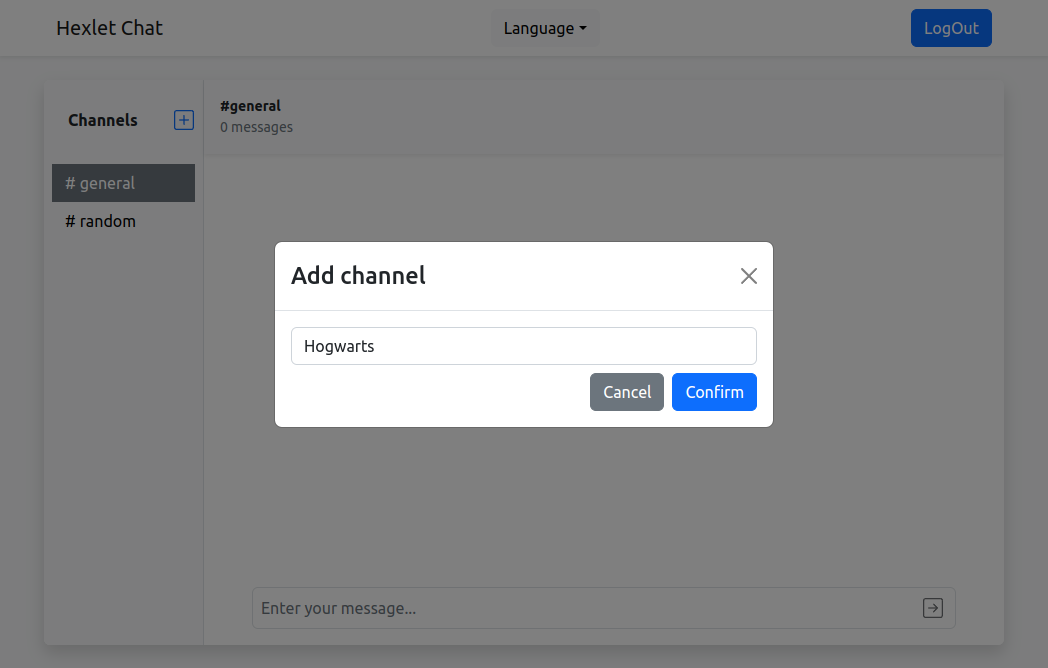 Hexlet Chat
Language
LogOut
Channels
#general
0 messages
# general
# random
Add channel
Hogwarts
Cancel
Confirm
Enter your message...